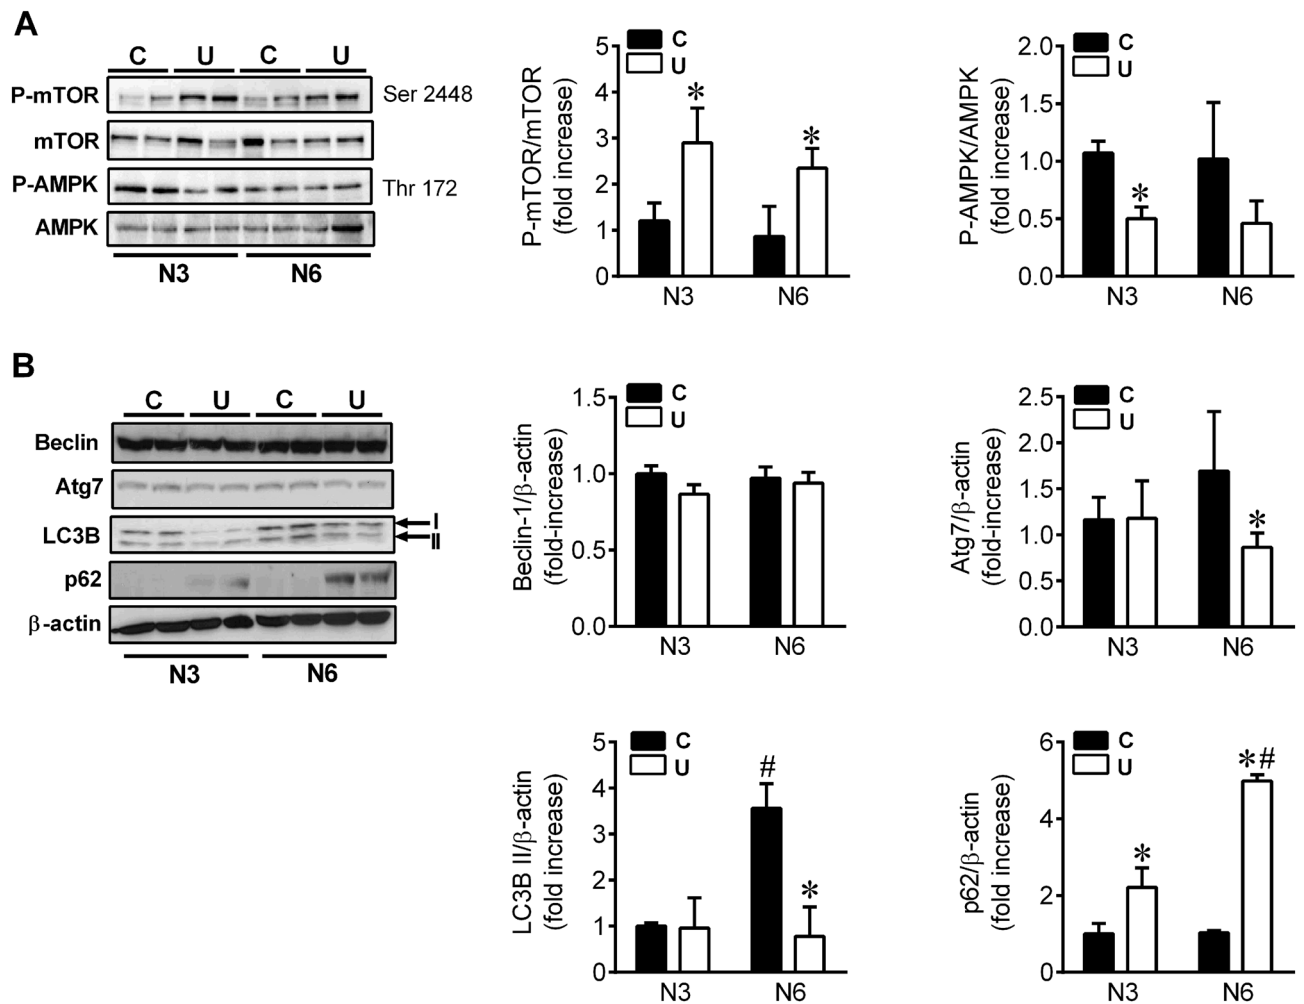 A
C U C U
P-mTOR Ser 2448
mTOR
P-AMPK Thr 172
AMPK
N3 N6
P-mTOR/mTOR
(fold increase)
C
U
5
4
3
2
1
0
*
*
N3 N6
P-AMPK/AMPK
(fold increase)
C
U
2.0
1.5
1.0
0.5
0.0
*
N3 N6
B
C U C U
Beclin
Atg7
LC3B I
II
p62
β-actin
N3 N6
Beclin-1/β-actin
(fold-increase)
C
U
1.5
1.0
0.5
0.0
N3 N6
Atg7/β-actin
(fold-increase)
C
U
2.5
2.0
1.5
1.0
0.5
0.0
*
N3 N6
LC3B II/β-actin
(fold increase)
C
U
5
4
3
2
1
0
#
*
N3 N6
p62/β-actin
(fold increase)
C
U
6
4
2
0
*
*#
N3 N6